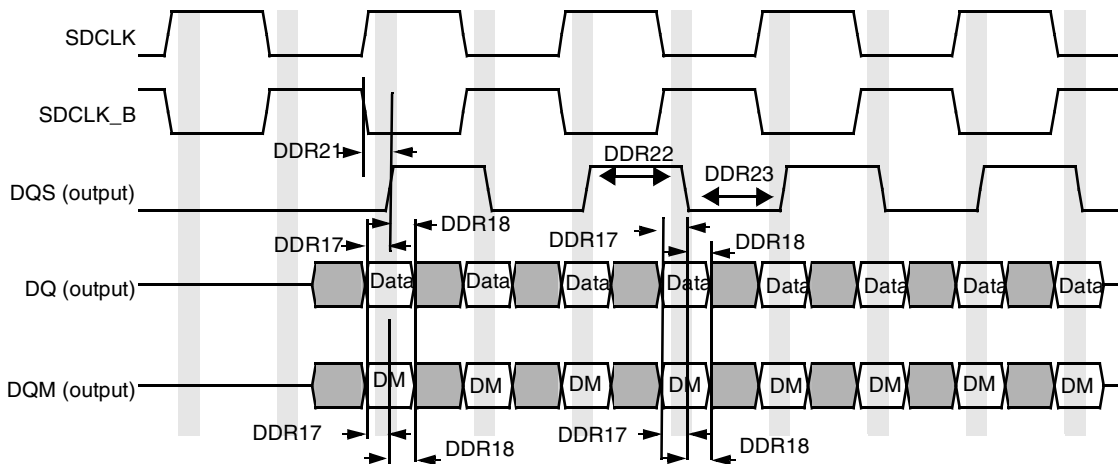 SDCLK
SDCLK_B
DDR21
DDR22
DDR23
DQS (output)
DDR18
DDR17
DDR17
DDR18
DQ (output)
Data
Data
Data
Data
Data
Data
Data
Data
DQM (output)
DM
DM
DM
DM
DM
DM
DM
DM
DDR17
DDR18
DDR17
DDR18